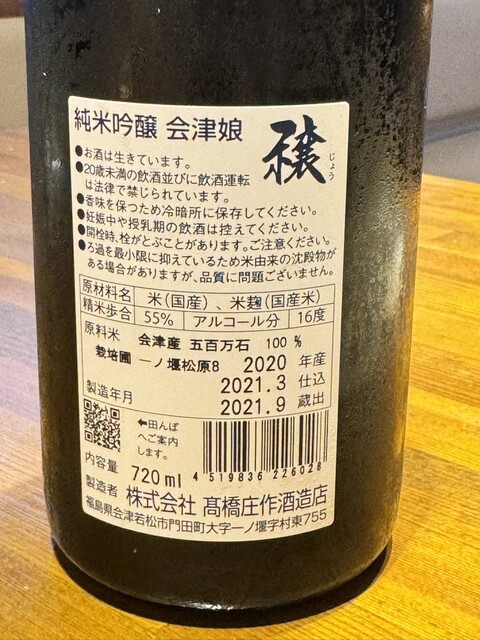 純米吟醸 会津娘 穣
じょう
●お酒は生きています。
●20歳未満の飲酒並びに飲酒運転
は法律で禁じられています。
●香味を保つため冷暗所に保存してください。
●妊娠中や授乳期の飲酒は控えてください。
●開栓時、栓がとぶことがあります。ご注意ください。
●ろ過を最小限に抑えているため米由来の沈殿物が
ある場合がありますが、品質に問題ございません。
原材料名 米(国産)、米麹(国産米)
精米歩合 55% アルコール分 16度
原料米 会津産 五百万石 100 %
栽培圃 一ノ堰松原8 2020 年産
2021.3 仕込
製造年月 2021.9 蔵出
←田んぼ
へご案内
します。
4 519836 226028
内容量 720ml
製造者 株式会社 髙橋庄作酒造店
福島県会津若松市門田町大字一ノ堰字村東755